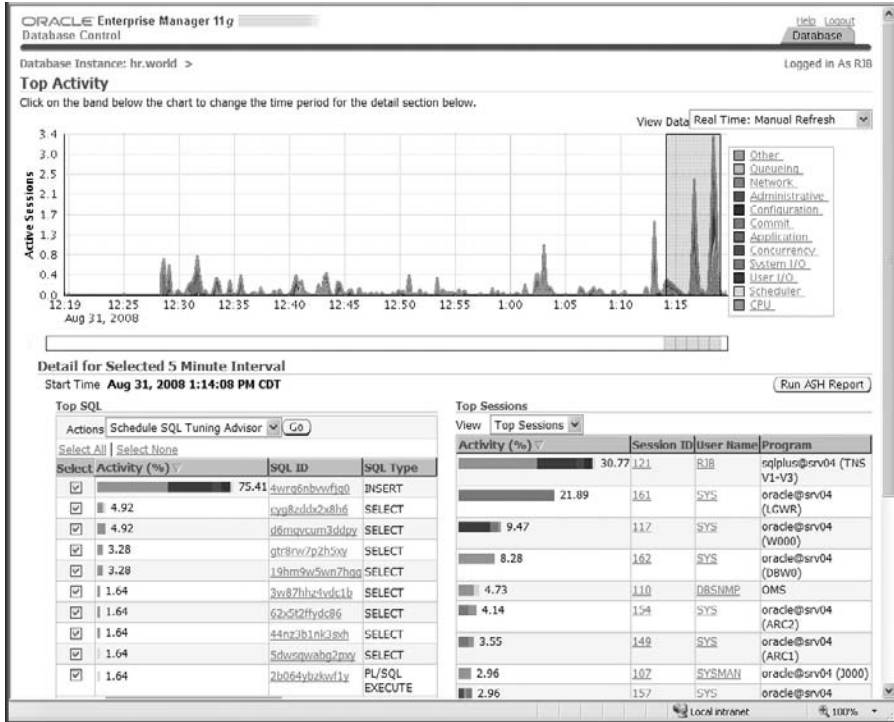 ORACLE Enterprise Manager 11g
Database Control
Help Logout
Database
Database Instance: hr.world >
Logged in As RJB
Top Activity
Click on the band below the chart to change the time period for the detail section below.
View Data Real Time: Manual Refresh
3.4
3.0
2.5
2.1
1.7
1.3
0.8
0.4
0.0
Active Sessions
12:19 12:25 12:30 12:35 12:40 12:45 12:50 12:55 1:00 1:05 1:10 1:15
Aug 31, 2008
Other
Queueing
Network
Administrative
Configuration
Commit
Application
Concurrency
System I/O
User I/O
Scheduler
CPU
Detail for Selected 5 Minute Interval
Start Time Aug 31, 2008 1:14:08 PM CDT
Run ASH Report
Top SQL
Actions Schedule SQL Tuning Advisor Go
Select All | Select None
Select Activity (%) SQL ID SQL Type
75.41 4wrg6nbvwfjq0 INSERT
4.92 cyg8zddx2x8h6 SELECT
4.92 d6mqvcum3ddpy SELECT
3.28 gtr8rw7p2h5xy SELECT
3.28 19hm9w5wn7hgg SELECT
1.64 3w87hhz4vdc1b SELECT
1.64 62x5t2ffydc86 SELECT
1.64 44nz3b1nk3sxh SELECT
1.64 5dwsqwabg2pxy SELECT
1.64 2b064ybzkwf1y PL/SQL
EXECUTE
Top Sessions
View Top Sessions
Activity (%) Session ID User Name Program
30.77 121 RJB sqlplus@srv04 (TNS
V1-V3)
21.89 161 SYS oracle@srv04
(LGWR)
9.47 117 SYS oracle@srv04
(W000)
8.28 162 SYS oracle@srv04
(DBW0)
4.73 110 DBSNMP OMS
4.14 154 SYS oracle@srv04
(ARC2)
3.55 149 SYS oracle@srv04
(ARC1)
2.96 107 SYSMAN oracle@srv04 (J000)
2.96 157 SYS oracle@srv04
Local intranet 100%